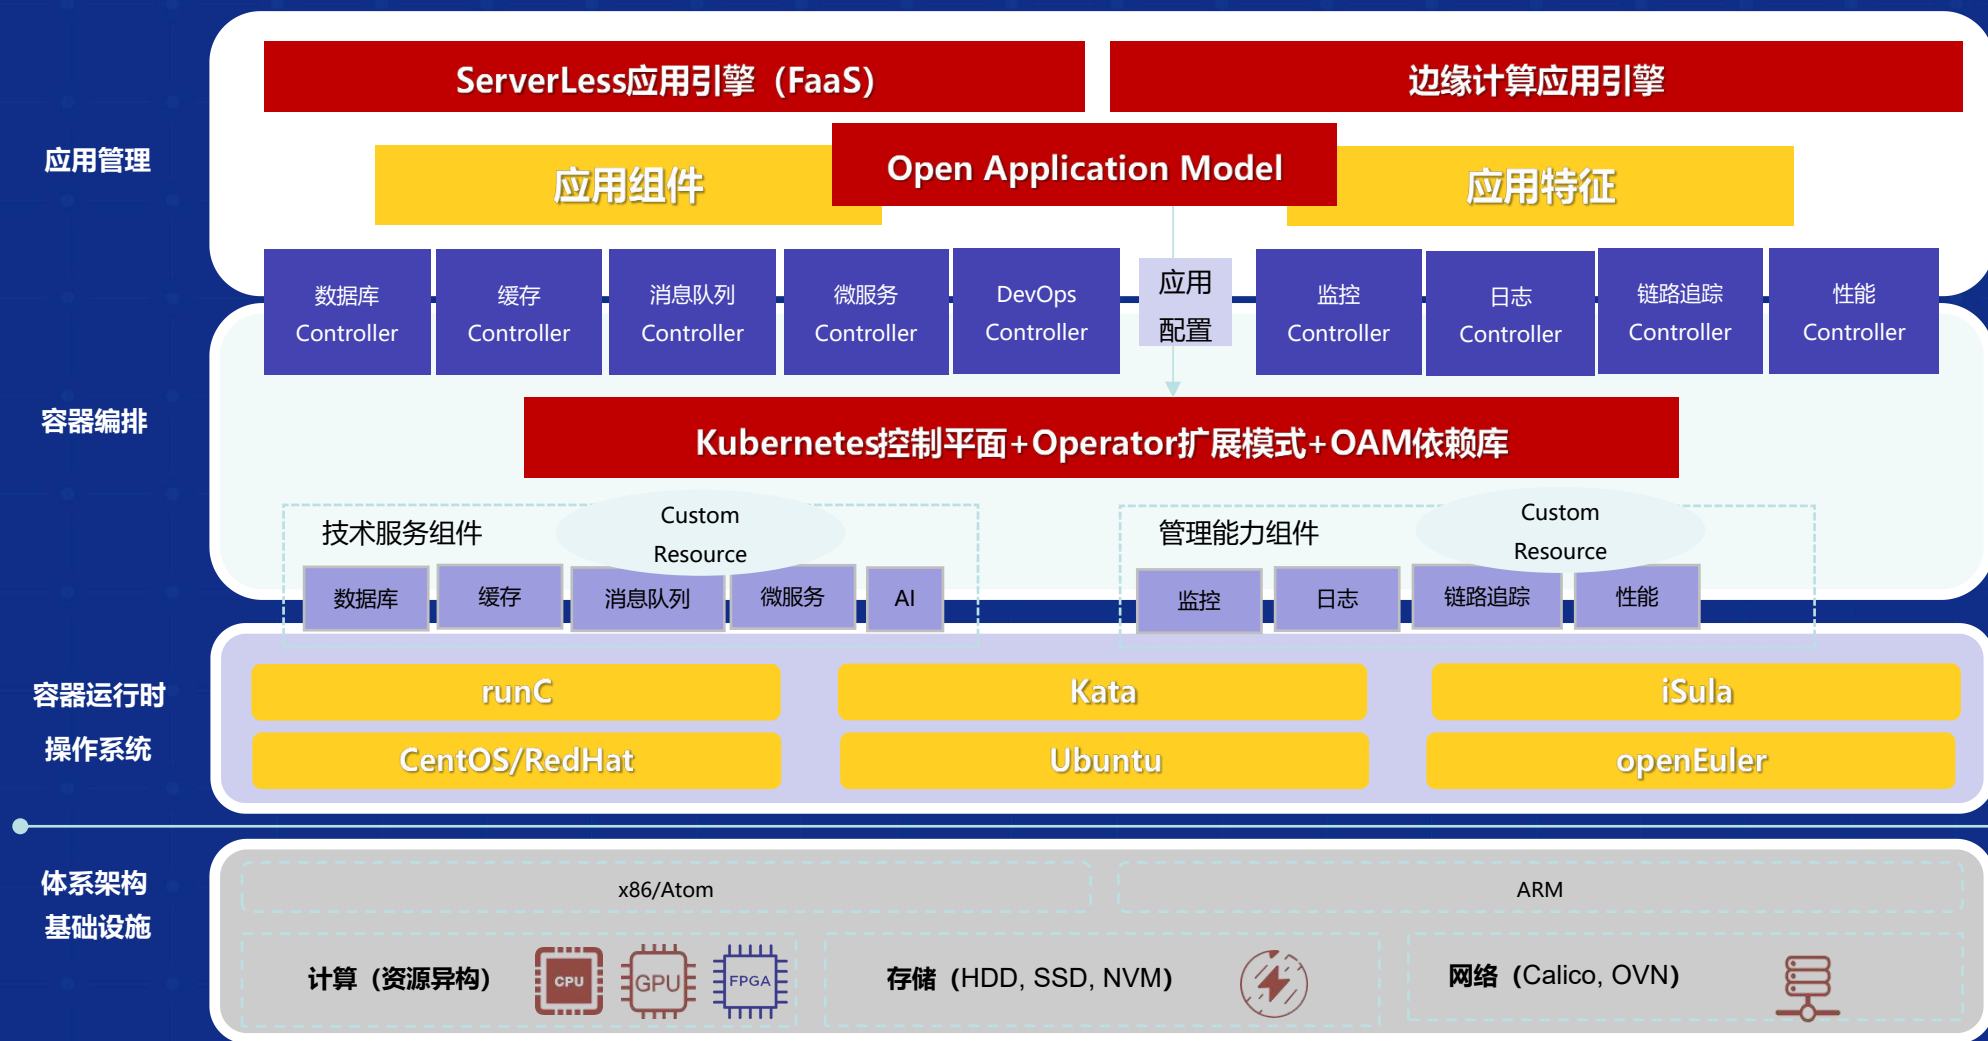 ServerLess应用引擎（FaaS）
边缘计算应用引擎
应用管理
Open Application Model
应用组件
应用特征
数据库
Controller
缓存
Controller
消息队列
Controller
微服务
Controller
DevOps
Controller
应用
配置
监控
Controller
日志
Controller
链路追踪
Controller
性能
Controller
容器编排
Kubernetes控制平面+Operator扩展模式+OAM依赖库
技术服务组件
Custom
Resource
管理能力组件
Custom
Resource
数据库
缓存
消息队列
微服务
AI
监控
日志
链路追踪
性能
容器运行时
操作系统
runC
Kata
iSula
CentOS/RedHat
Ubuntu
openEuler
体系架构
基础设施
x86/Atom
ARM
计算（资源异构）
CPU
GPU
FPGA
存储（HDD, SSD, NVM）
网络（Calico, OVN）